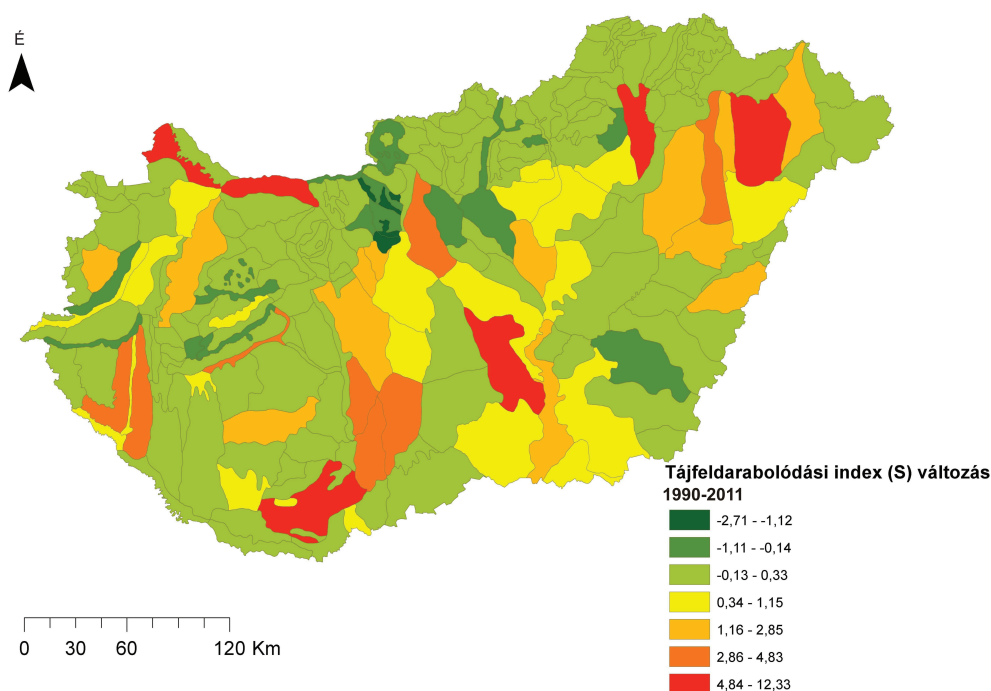 É
Tájfeldarabolódási index (S) változás
1990-2011
-2,71 - -1,12
-1,11 - -0,14
-0,13 - 0,33
0,34 - 1,15
1,16 - 2,85
2,86 - 4,83
4,84 - 12,33
0 30 60 120 Km